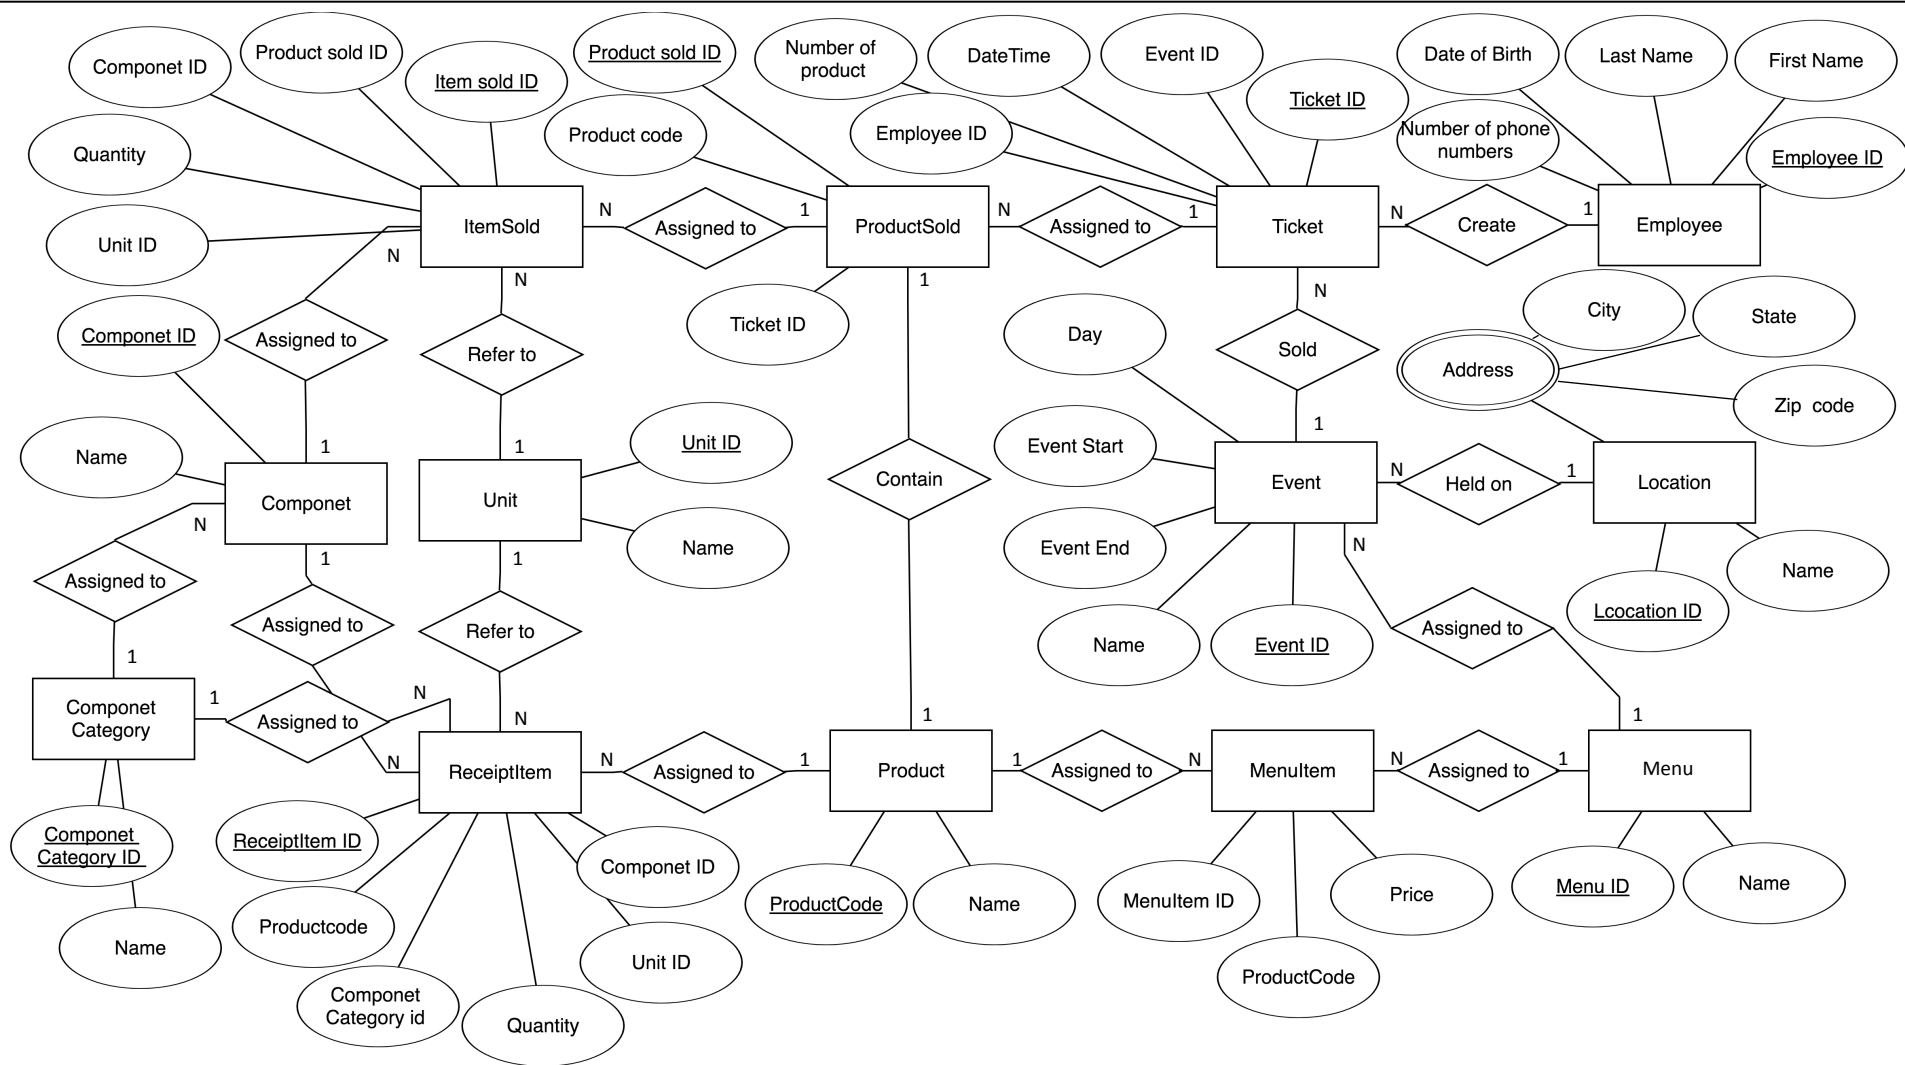 Componet ID
Product sold ID
Item sold ID
Product sold ID
Number of
product
DateTime
Event ID
Ticket ID
Date of Birth
Last Name
First Name
Quantity
Product code
Employee ID
Number of phone
numbers
Employee ID
Unit ID
ItemSold
N
Assigned to
1
ProductSold
N
Assigned to
1
Ticket
N
Create
1
Employee
N
N
1
N
Componet ID
Assigned to
Refer to
Ticket ID
Day
Sold
City
State
Address
Zip code
1
1
1
Name
Unit ID
Event Start
Componet
Unit
Contain
Event
N
Held on
1
Location
N
1
1
Name
Event End
N
Name
Assigned to
Assigned to
Refer to
Name
Event ID
Assigned to
Lcocation ID
1
N
N
1
1
Componet
Category
1
Assigned to
N
ReceiptItem
N
Assigned to
1
Product
1
Assigned to
N
MenuItem
N
Assigned to
1
Menu
Componet
Category ID
ReceiptItem ID
Componet ID
ProductCode
Name
MenuItem ID
Price
Menu ID
Name
Name
Productcode
Componet
Category id
Quantity
Unit ID
ProductCode